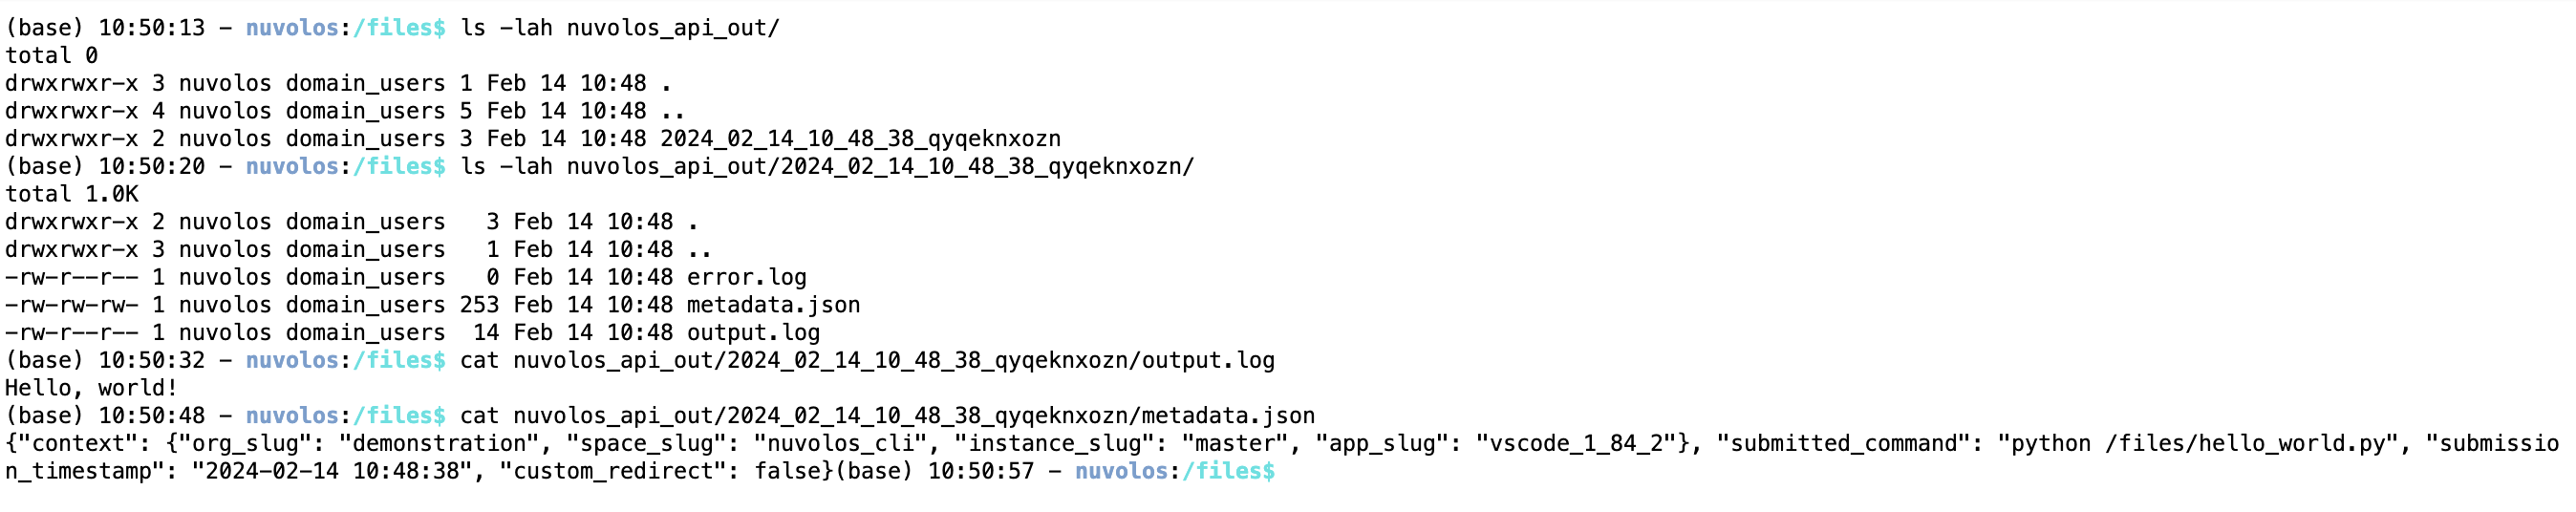 (base) 10:50:13 - nuvolos:/files$ ls -lah nuvolos_api_out/
total 0
drwxrwxr-x 3 nuvolos domain_users 1 Feb 14 10:48 .
drwxrwxr-x 4 nuvolos domain_users 5 Feb 14 10:48 ..
drwxrwxr-x 2 nuvolos domain_users 3 Feb 14 10:48 2024_02_14_10_48_38_qyqeknxozn
(base) 10:50:20 - nuvolos:/files$ ls -lah nuvolos_api_out/2024_02_14_10_48_38_qyqeknxozn/
total 1.0K
drwxrwxr-x 2 nuvolos domain_users   3 Feb 14 10:48 .
drwxrwxr-x 3 nuvolos domain_users   1 Feb 14 10:48 ..
-rw-r--r-- 1 nuvolos domain_users   0 Feb 14 10:48 error.log
-rw-rw-rw- 1 nuvolos domain_users 253 Feb 14 10:48 metadata.json
-rw-r--r-- 1 nuvolos domain_users  14 Feb 14 10:48 output.log
(base) 10:50:32 - nuvolos:/files$ cat nuvolos_api_out/2024_02_14_10_48_38_qyqeknxozn/output.log
Hello, world!
(base) 10:50:48 - nuvolos:/files$ cat nuvolos_api_out/2024_02_14_10_48_38_qyqeknxozn/metadata.json
{"context": {"org_slug": "demonstration", "space_slug": "nuvolos_cli", "instance_slug": "master", "app_slug": "vscode_1_84_2"}, "submitted_command": "python /files/hello_world.py", "submissio
n_timestamp": "2024-02-14 10:48:38", "custom_redirect": false}(base) 10:50:57 - nuvolos:/files$